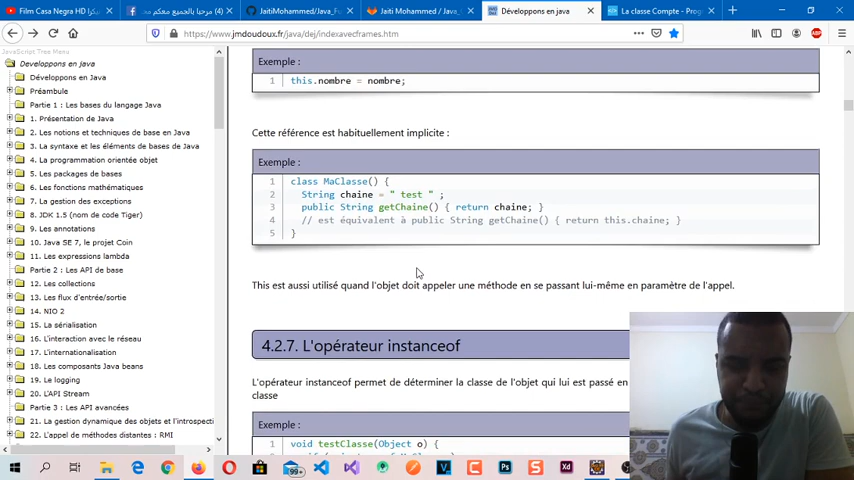 Film Casa Negra HD كازا نيكرا
(4) مرحبا بالجميع معكم
JaitiMohammed/Java_Fu
Jaiti Mohammed / Java_
Développons en java
La classe Compte - Prog
https://www.jmdoudoux.fr/java/dej/indexavecframes.htm
JavaScript Tree Menu
Developpons en java
Développons en Java
Préambule
Partie 1 : Les bases du langage Java
1. Présentation de Java
2. Les notions et techniques de base en Java
3. La syntaxe et les éléments de bases de Java
4. La programmation orientée objet
5. Les packages de bases
6. Les fonctions mathématiques
7. La gestion des exceptions
8. JDK 1.5 (nom de code Tiger)
9. Les annotations
10. Java SE 7, le projet Coin
11. Les expressions lambda
Partie 2 : Les API de base
12. Les collections
13. Les flux d'entrée/sortie
14. NIO 2
15. La sérialisation
16. L'interaction avec le réseau
17. L'internationalisation
18. Les composants Java beans
19. Le logging
20. L'API Stream
Partie 3 : Les API avancées
21. La gestion dynamique des objets et l'introspecti
22. L'appel de méthodes distantes : RMI
Exemple :
1 this.nombre = nombre;
Cette référence est habituellement implicite :
Exemple :
1 class MaClasse() {
2 String chaine = " test " ;
3 public String getChaine() { return chaine; }
4 // est équivalent à public String getChaine() { return this.chaine; }
5 }
This est aussi utilisé quand l'objet doit appeler une méthode en se passant lui-même en paramètre de l'appel.
4.2.7. L'opérateur instanceof
L'opérateur instanceof permet de déterminer la classe de l'objet qui lui est passé en
classe
Exemple :
1 void testClasse(Object o) {
99+